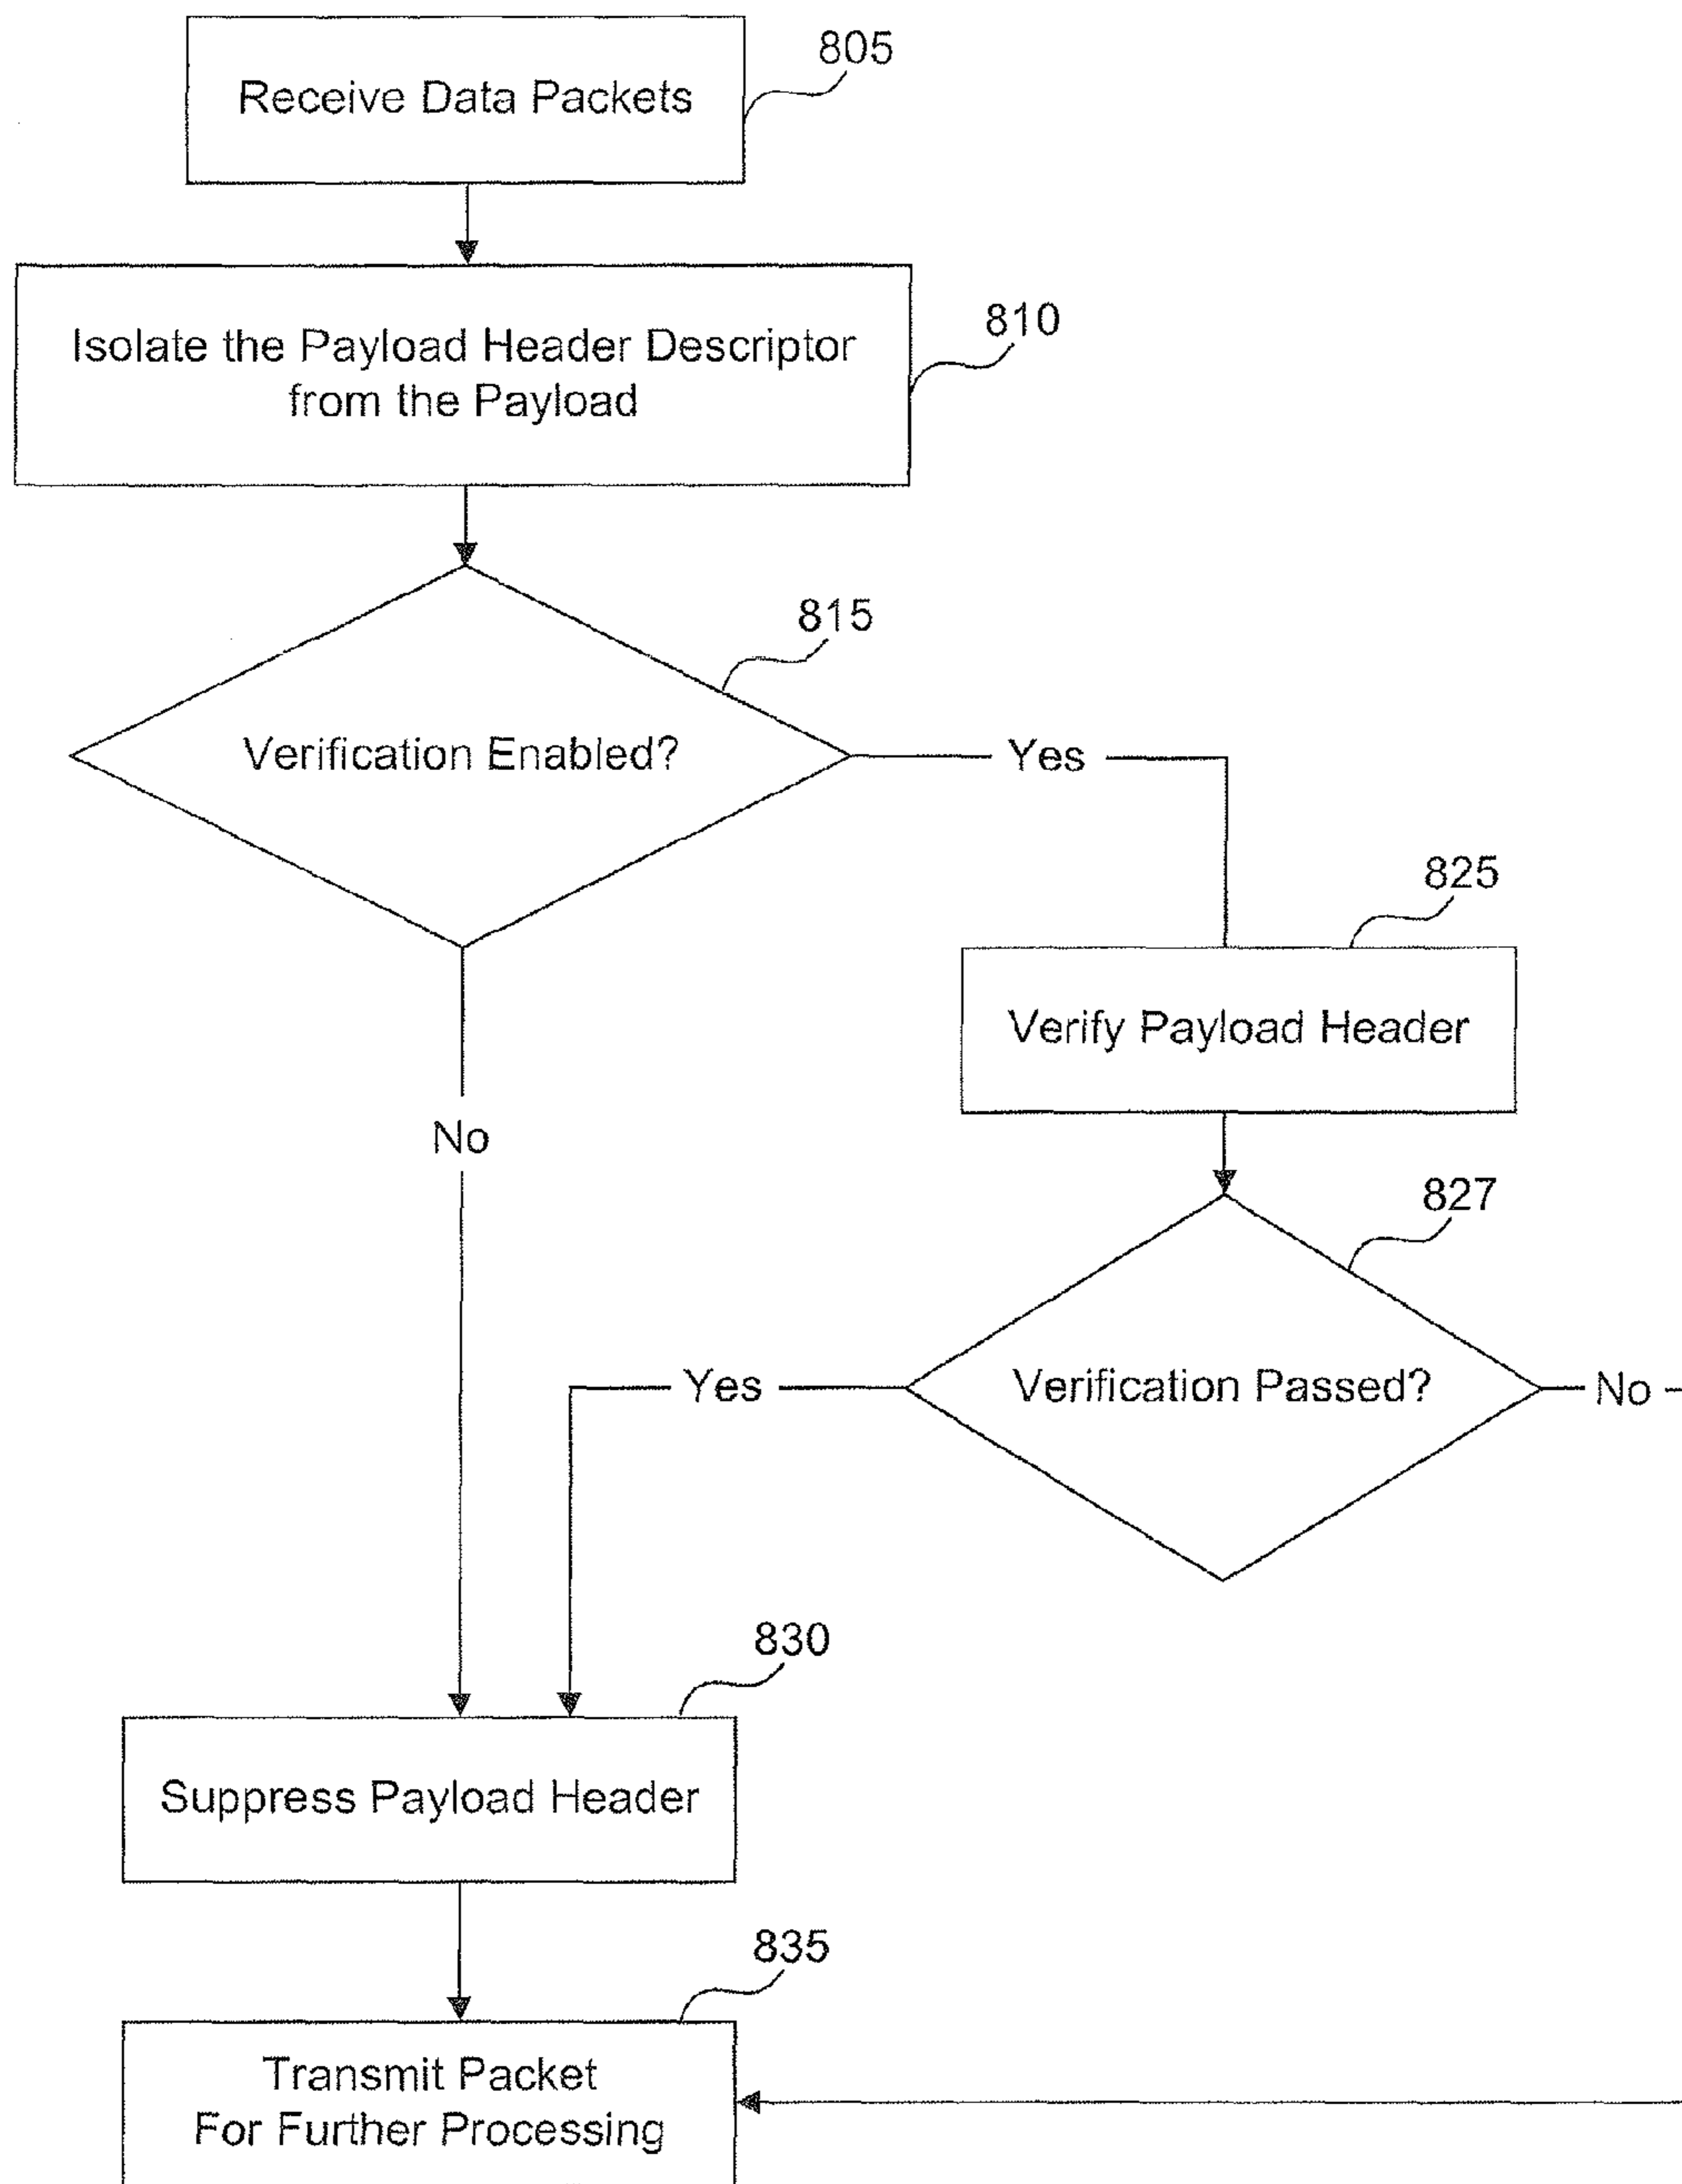 805
Receive Data Packets
810
Isolate the Payload Header Descriptor
from the Payload
815
Verification Enabled?
Yes
825
Verify Payload Header
No
827
Yes
Verification Passed?
No
830
Suppress Payload Header
835
Transmit Packet
For Further Processing